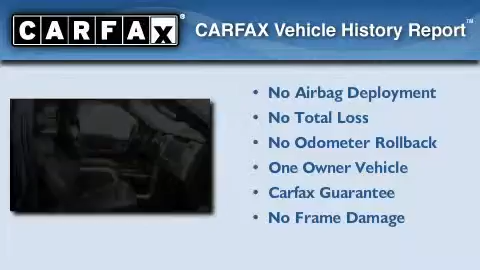 CARFAX® CARFAX Vehicle History Report™
• No Airbag Deployment
• No Total Loss
• No Odometer Rollback
• One Owner Vehicle
• Carfax Guarantee
• No Frame Damage